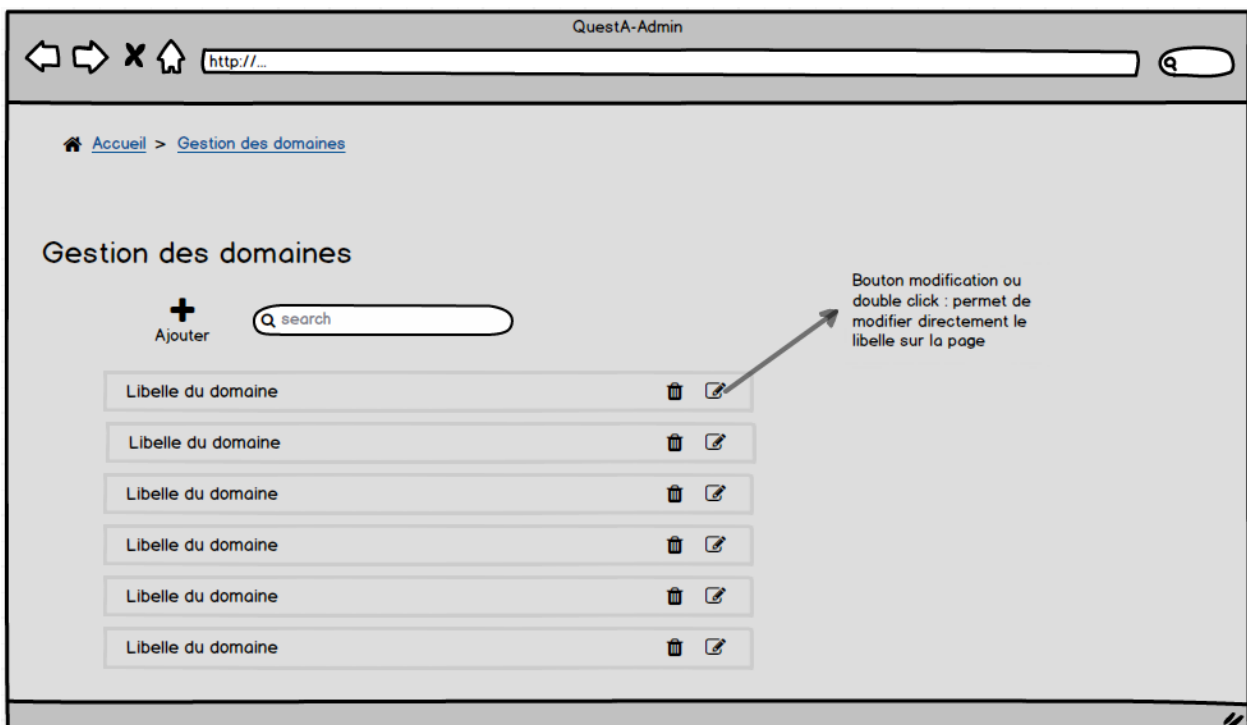 QuestA-Admin
http://...
Accueil > Gestion des domaines
Gestion des domaines
Bouton modification ou
double click : permet de
modifier directement le
libelle sur la page
Ajouter
search
Libelle du domaine
Libelle du domaine
Libelle du domaine
Libelle du domaine
Libelle du domaine
Libelle du domaine